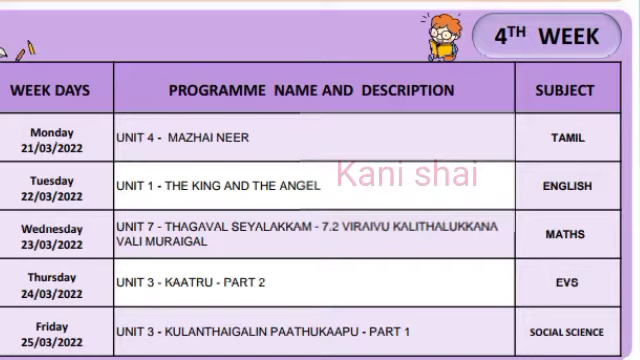 4TH WEEK
WEEK DAYS PROGRAMME NAME AND DESCRIPTION SUBJECT
Monday
21/03/2022
UNIT 4 - MAZHAI NEER
TAMIL
Tuesday
22/03/2022
UNIT 1 - THE KING AND THE ANGEL
Kani shai
ENGLISH
Wednesday
23/03/2022
UNIT 7 - THAGAVAL SEYALAKKAM - 7.2 VIRAIVU KALITHALUKKANA
VALI MURAIGAL
MATHS
Thursday
24/03/2022
UNIT 3 - KAATRU - PART 2
EVS
Friday
25/03/2022
UNIT 3 - KULANTHAIGALIN PAATHUKAAPU - PART 1
SOCIAL SCIENCE